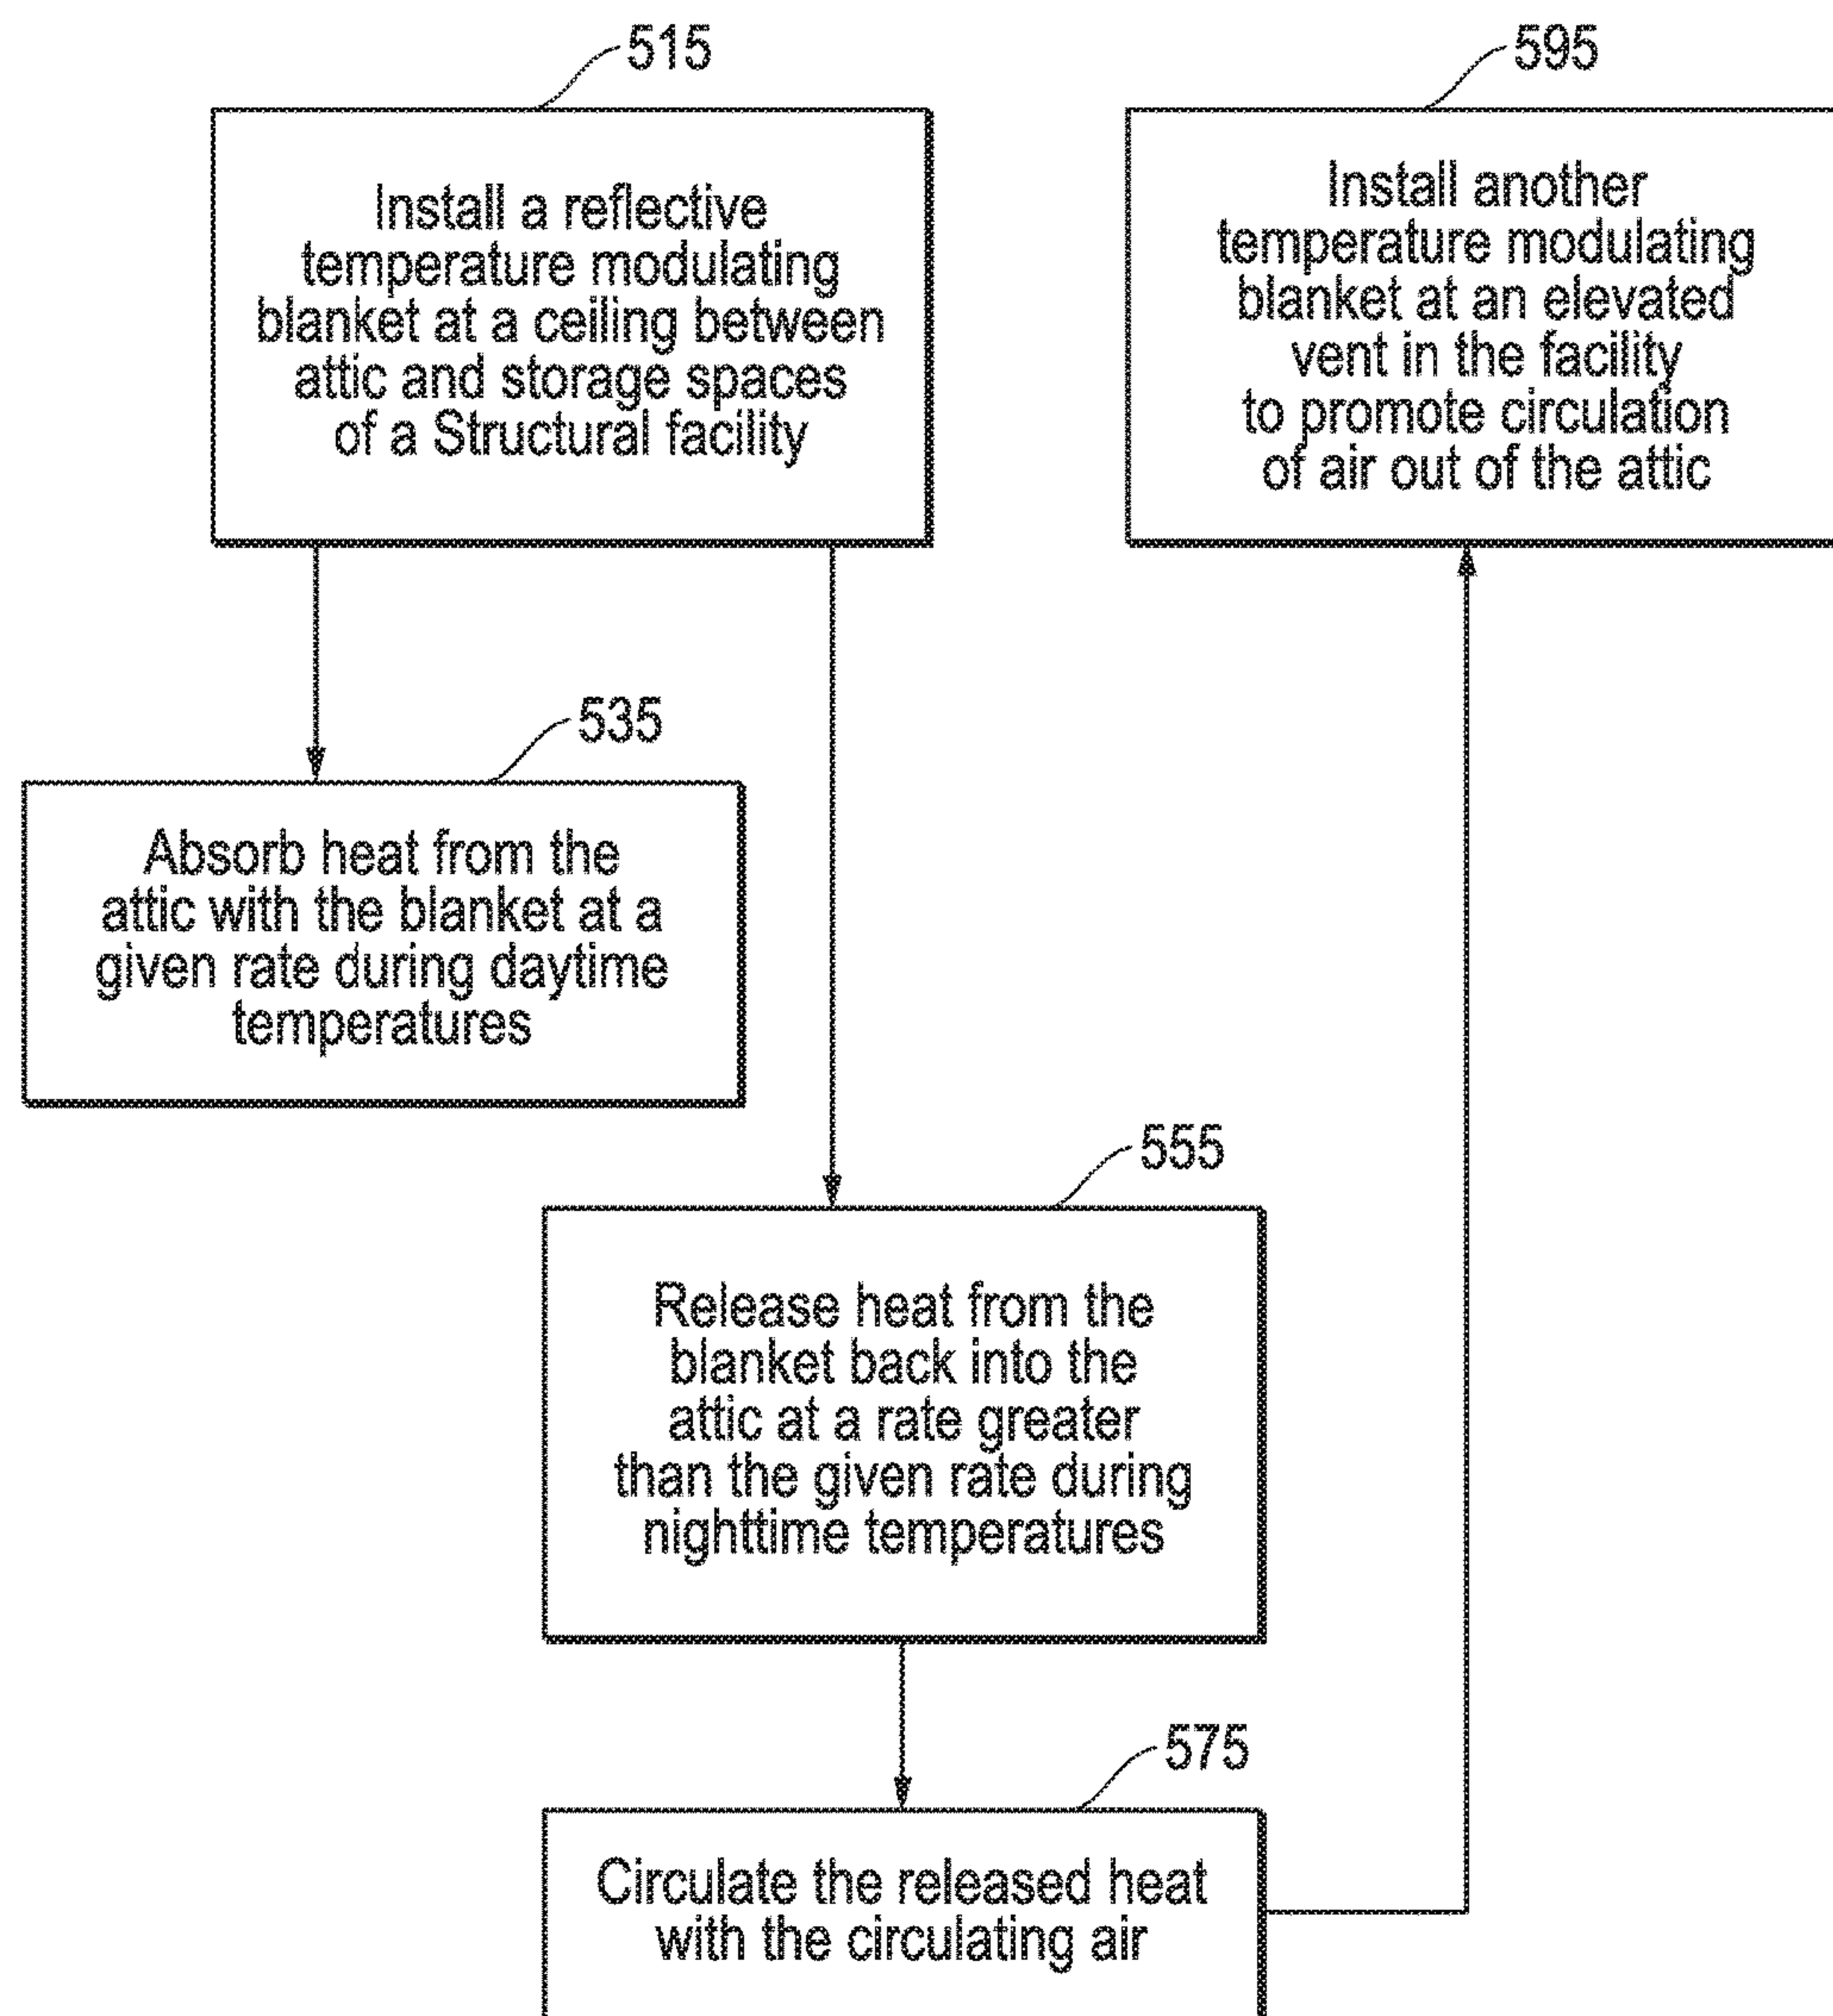 515
Install a reflective
temperature modulating
blanket at a ceiling between
attic and storage spaces
of a Structural facility
595
Install another
temperature modulating
blanket at an elevated
vent in the facility
to promote circulation
of air out of the attic
535
Absorb heat from the
attic with the blanket at a
given rate during daytime
temperatures
555
Release heat from the
blanket back into the
attic at a rate greater
than the given rate during
nighttime temperatures
575
Circulate the released heat
with the circulating air